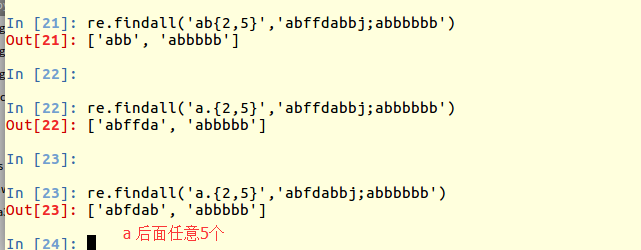 In [21]: re.findall('ab{2,5}','abffdabbj;abbbbbb')
Out[21]: ['abb', 'abbbbb']
In [22]:
In [22]: re.findall('a.{2,5}','abffdabbj;abbbbbb')
Out[22]: ['abffda', 'abbbbb']
In [23]:
In [23]: re.findall('a.{2,5}','abfdabbj;abbbbbb')
Out[23]: ['abfdab', 'abbbbb']
a 后面任意5个
In [24]: